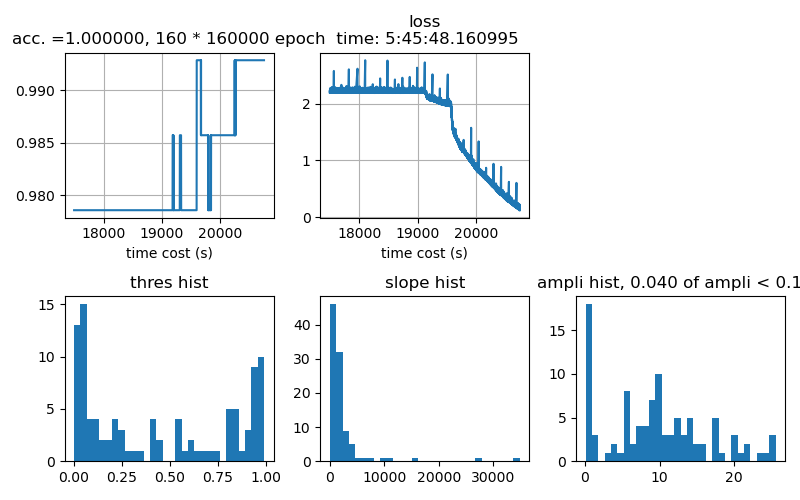 loss
acc. =1.000000, 160 * 160000 epoch  time: 5:45:48.160995
0.990
0.985
0.980
18000 19000 20000
time cost (s)
2
1
0
18000 19000 20000
time cost (s)
thres hist
15
10
5
0
0.00 0.25 0.50 0.75 1.00
slope hist
40
30
20
10
0
0 10000 20000 30000
ampli hist, 0.040 of ampli < 0.1
15
10
5
0
0 10 20